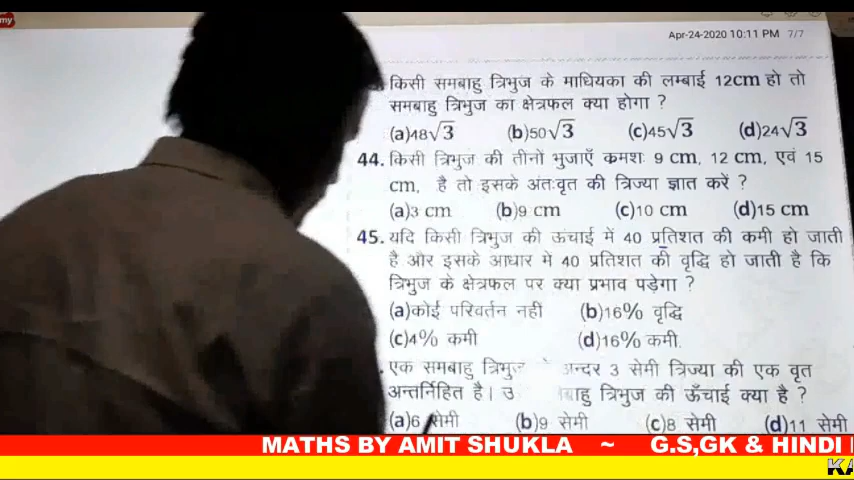 my
Apr-24-2020 10:11 PM 7/7
किसी समबाहु त्रिभुज के माधियका की लम्बाई 12cm हो तो
समबाहु त्रिभुज का क्षेत्रफल क्या होगा ?
(a)48√3 (b)50√3 (c)45√3 (d)24√3
44. किसी त्रिभुज की तीनों भुजाएँ कमशः 9 cm, 12 cm, एवं 15
cm, है तो इसके अंतःवृत की त्रिज्या ज्ञात करें ?
(a)3 cm (b)9 cm (c)10 cm (d)15 cm
45. यदि किसी त्रिभुज की ऊंचाई में 40 प्रतिशत की कमी हो जाती
है और इसके आधार मे 40 प्रतिशत की वृद्धि हो जाती है कि
त्रिभुज के क्षेत्रफल पर क्या प्रभाव पड़ेगा ?
(a)कोई परिवर्तन नहीं (b)16% वृद्धि
(c)4% कमी (d)16% कमी.
. एक समबाहु त्रिभुज अन्दर 3 सेमी त्रिज्या की एक वृत
अन्तर्निहित है। त्रिभुज की ऊँचाई क्या है ?
(a)6 सेमी (b)9 सेमी (c)8 सेमी (d)11 सेमी
MATHS BY AMIT SHUKLA ~ G.S,GK & HINDI